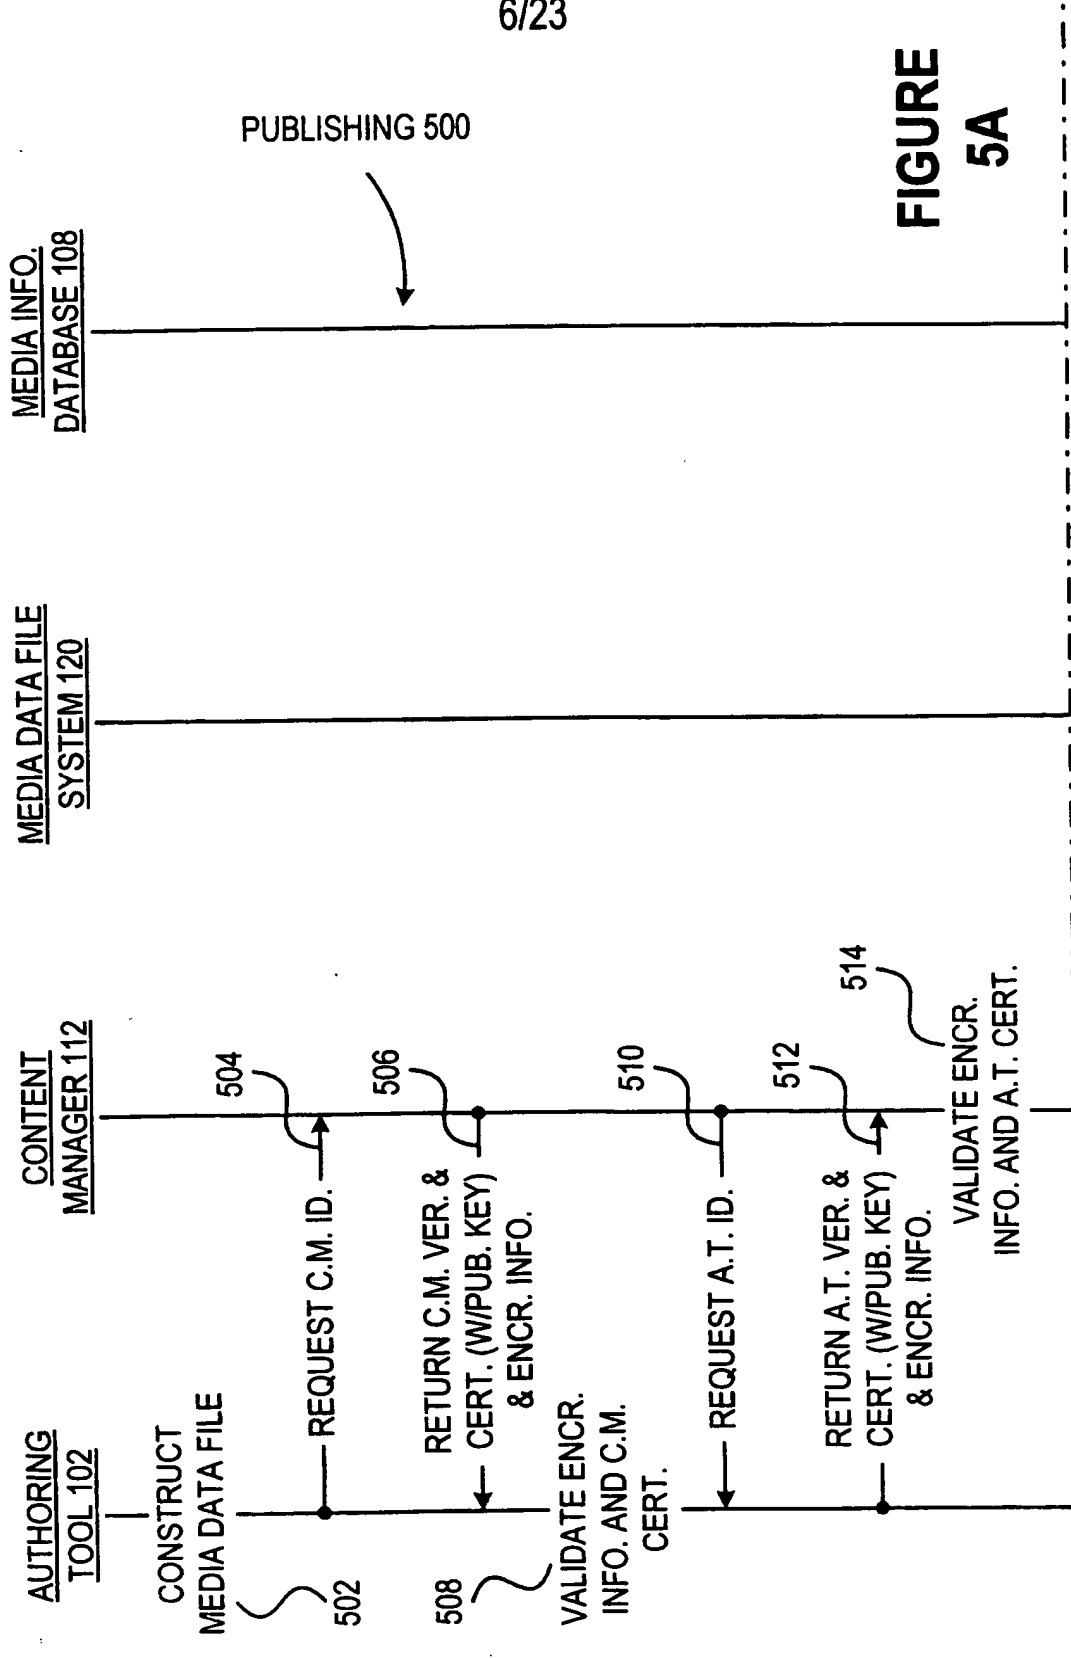 6/23
AUTHORING
TOOL 102
CONTENT
MANAGER 112
MEDIA DATA FILE
SYSTEM 120
MEDIA INFO.
DATABASE 108
PUBLISHING 500
CONSTRUCT
MEDIA DATA FILE
502
REQUEST C.M. ID.
504
RETURN C.M. VER. &
CERT. (W/PUB. KEY)
& ENCR. INFO.
506
508
VALIDATE ENCR.
INFO. AND C.M.
CERT.
REQUEST A.T. ID.
510
RETURN A.T. VER. &
CERT. (W/PUB. KEY)
& ENCR. INFO.
512
514
VALIDATE ENCR.
INFO. AND A.T. CERT.
FIGURE
5A